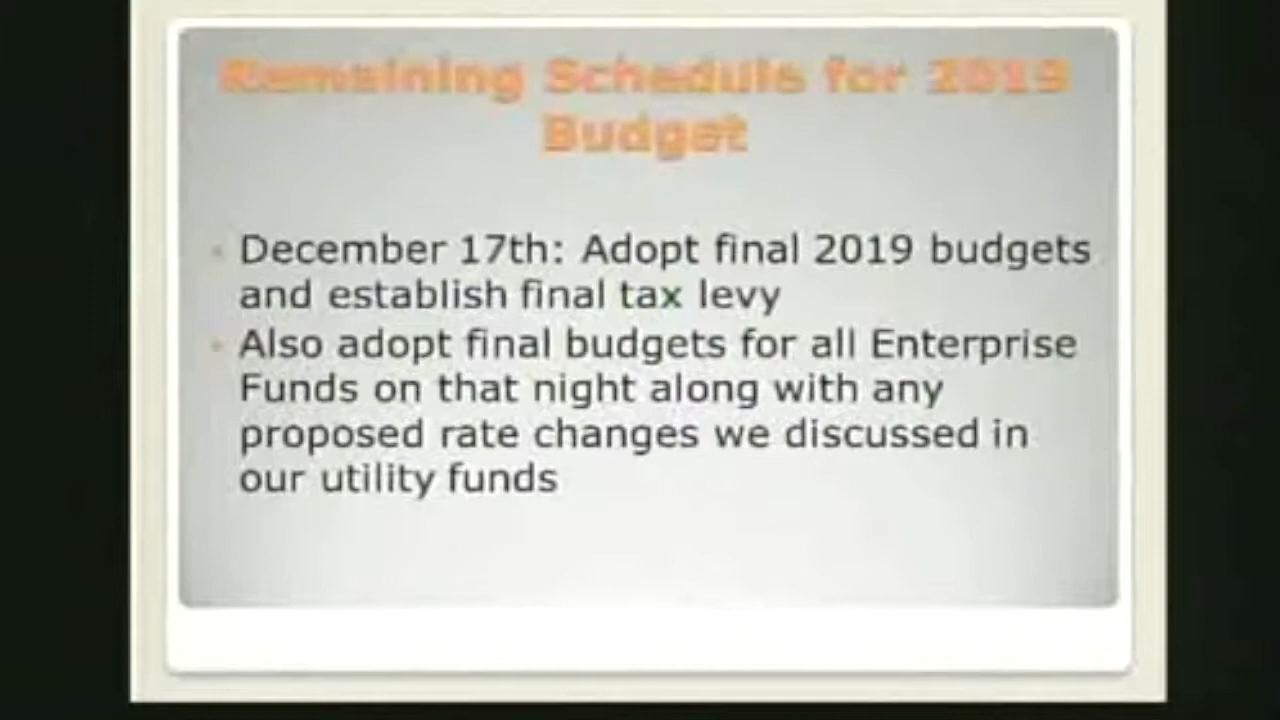 Remaining Schedule for 2019
Budget
December 17th: Adopt final 2019 budgets
and establish final tax levy
Also adopt final budgets for all Enterprise
Funds on that night along with any
proposed rate changes we discussed in
our utility funds